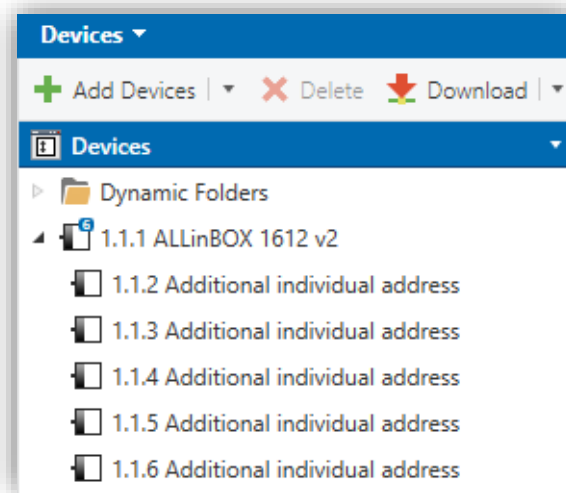 Devices
Add Devices Delete Download
Devices
Dynamic Folders
6
1.1.1 ALLinBOX 1612 v2
1.1.2 Additional individual address
1.1.3 Additional individual address
1.1.4 Additional individual address
1.1.5 Additional individual address
1.1.6 Additional individual address